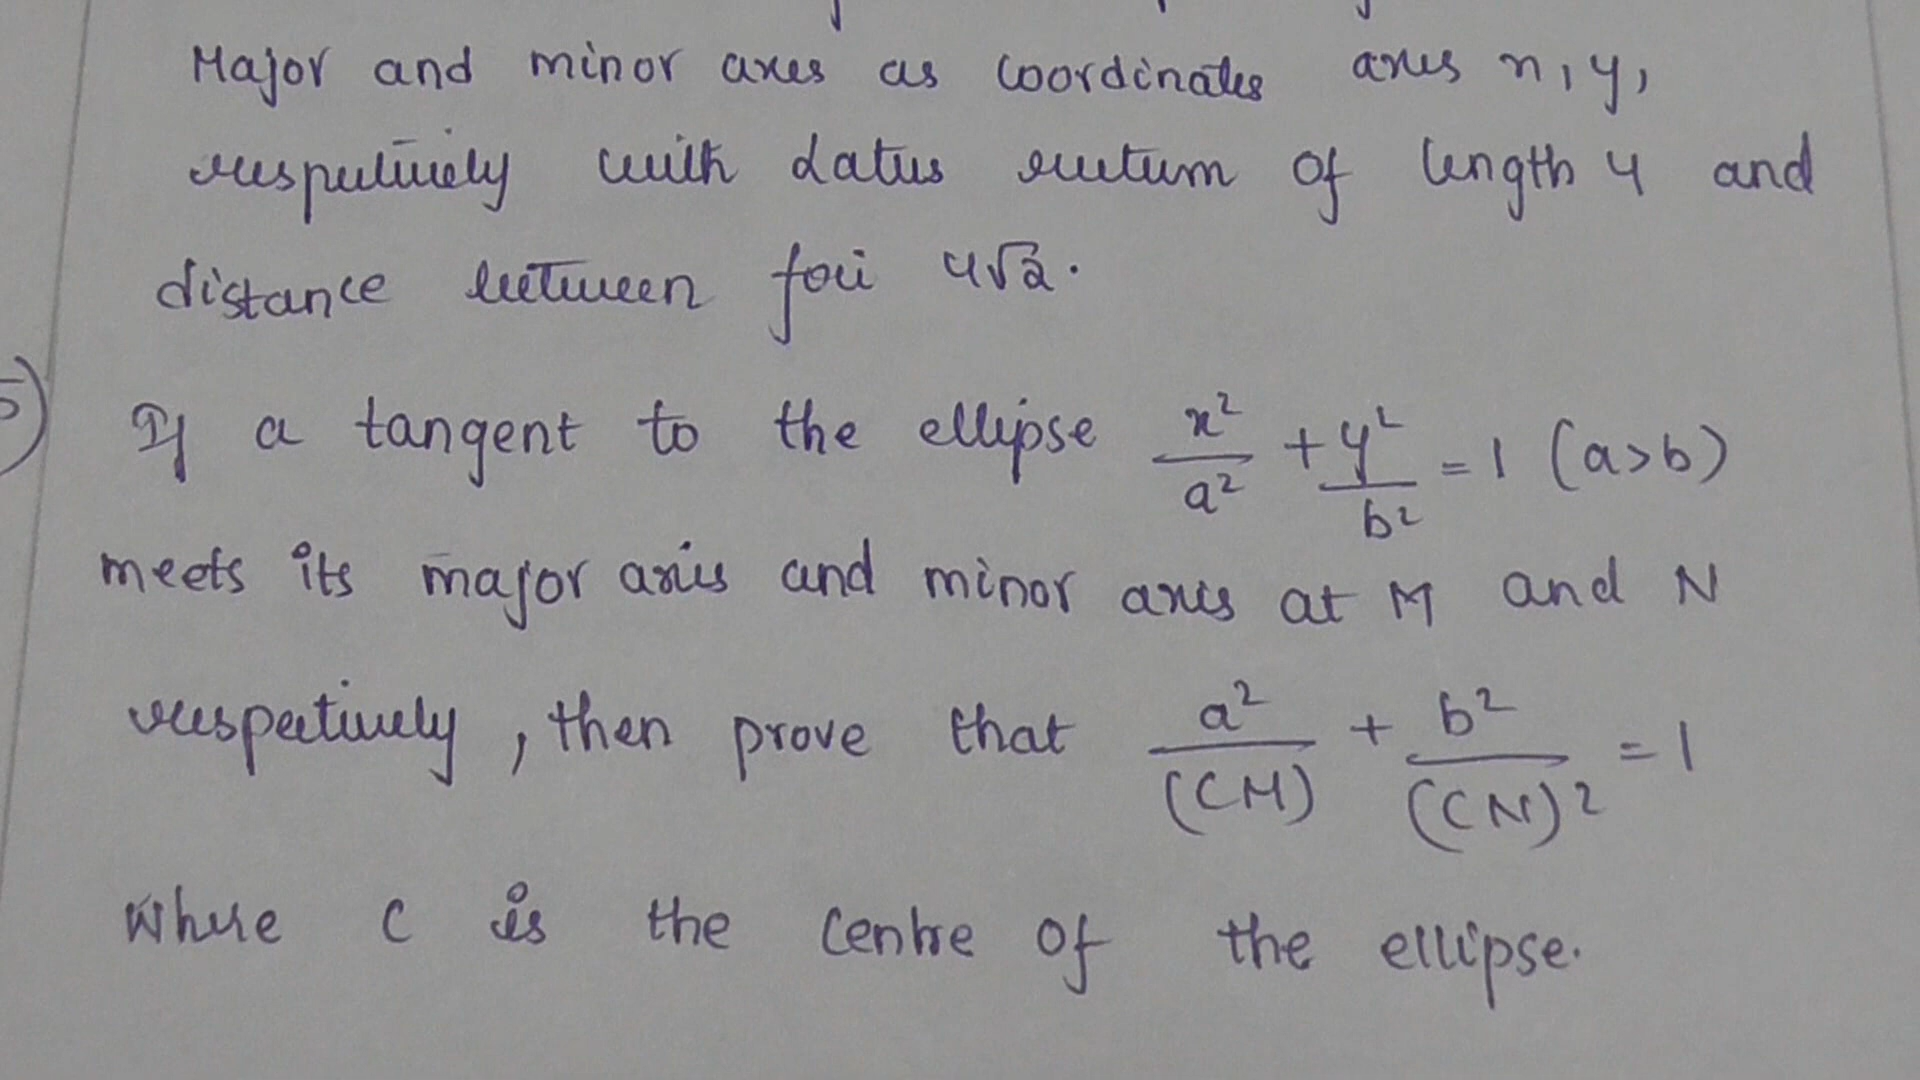 Major and minor axes as coordinates axes x, y,
respectively with Latus rectum of length 4 and
distance between foci 4√2.
5) If a tangent to the ellipse x²/a² + y²/b² = 1 (a>b)
meets its major axis and minor axis at M and N
respectively, then prove that a²/(CM) + b²/(CN)² = 1
where C is the centre of the ellipse.